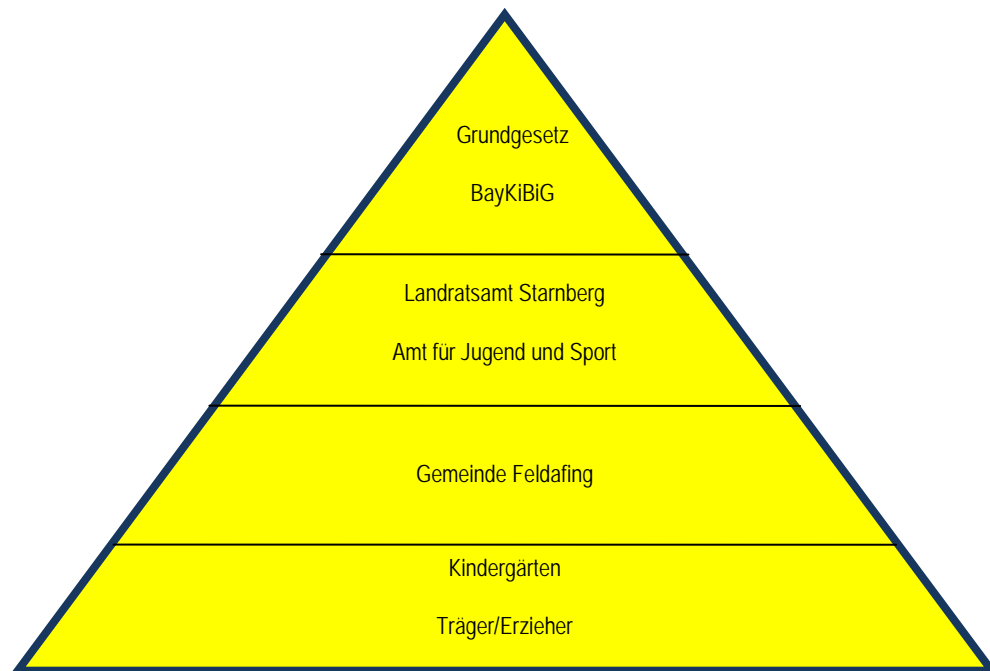 Grundgesetz
BayKiBiG
Landratsamt Starnberg
Amt für Jugend und Sport
Gemeinde Feldafing
Kindergärten
Träger/Erzieher